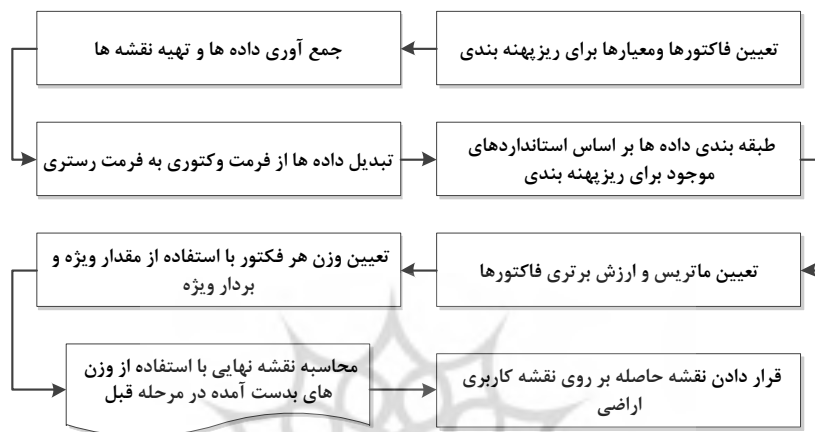 تعیین فاکتورها ومعیارها برای ریزپهنه بندی
جمع آوری داده ها و تهیه نقشه ها
تبدیل داده ها از فرمت وکتوری به فرمت رستری
طبقه بندی داده ها بر اساس استانداردهای
موجود برای ریزپهنه بندی
تعیین ماتریس و ارزش برتری فاکتورها
تعیین وزن هر فکتور با استفاده از مقدار ویژه و
بردار ویژه
محاسبه نقشه نهایی با استفاده از وزن
های بدست آمده در مرحله قبل
قرار دادن نقشه حاصله بر روی نقشه کاربری
اراضی